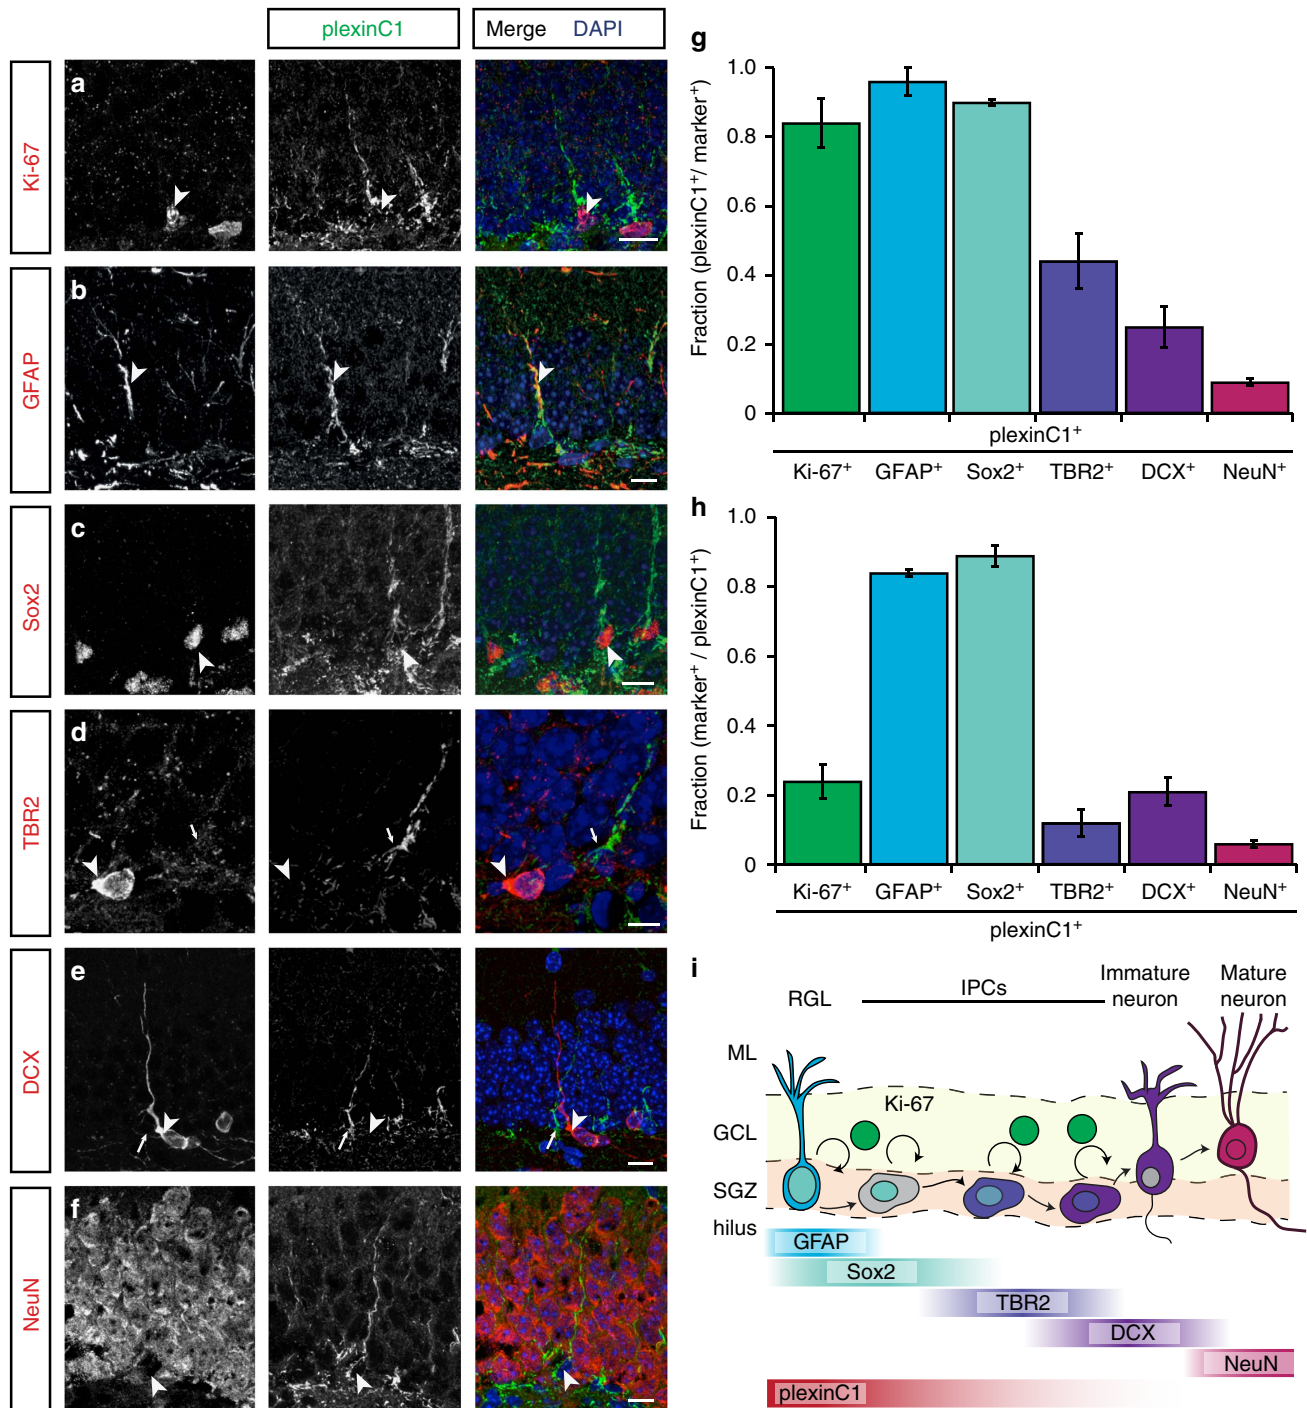 plexinC1
Merge DAPI
a
Ki-67
b
GFAP
c
Sox2
d
TBR2
e
DCX
f
NeuN
g
Fraction (plexinC1⁺/ marker⁺)
1.0
0.8
0.6
0.4
0.2
0
plexinC1⁺
Ki-67⁺ GFAP⁺ Sox2⁺ TBR2⁺ DCX⁺ NeuN⁺
h
Fraction (marker⁺ / plexinC1⁺)
1.0
0.8
0.6
0.4
0.2
0
Ki-67⁺ GFAP⁺ Sox2⁺ TBR2⁺ DCX⁺ NeuN⁺
plexinC1⁺
i
RGL
IPCs
Immature
neuron
Mature
neuron
ML
Ki-67
GCL
SGZ
hilus
GFAP
Sox2
TBR2
DCX
NeuN
plexinC1